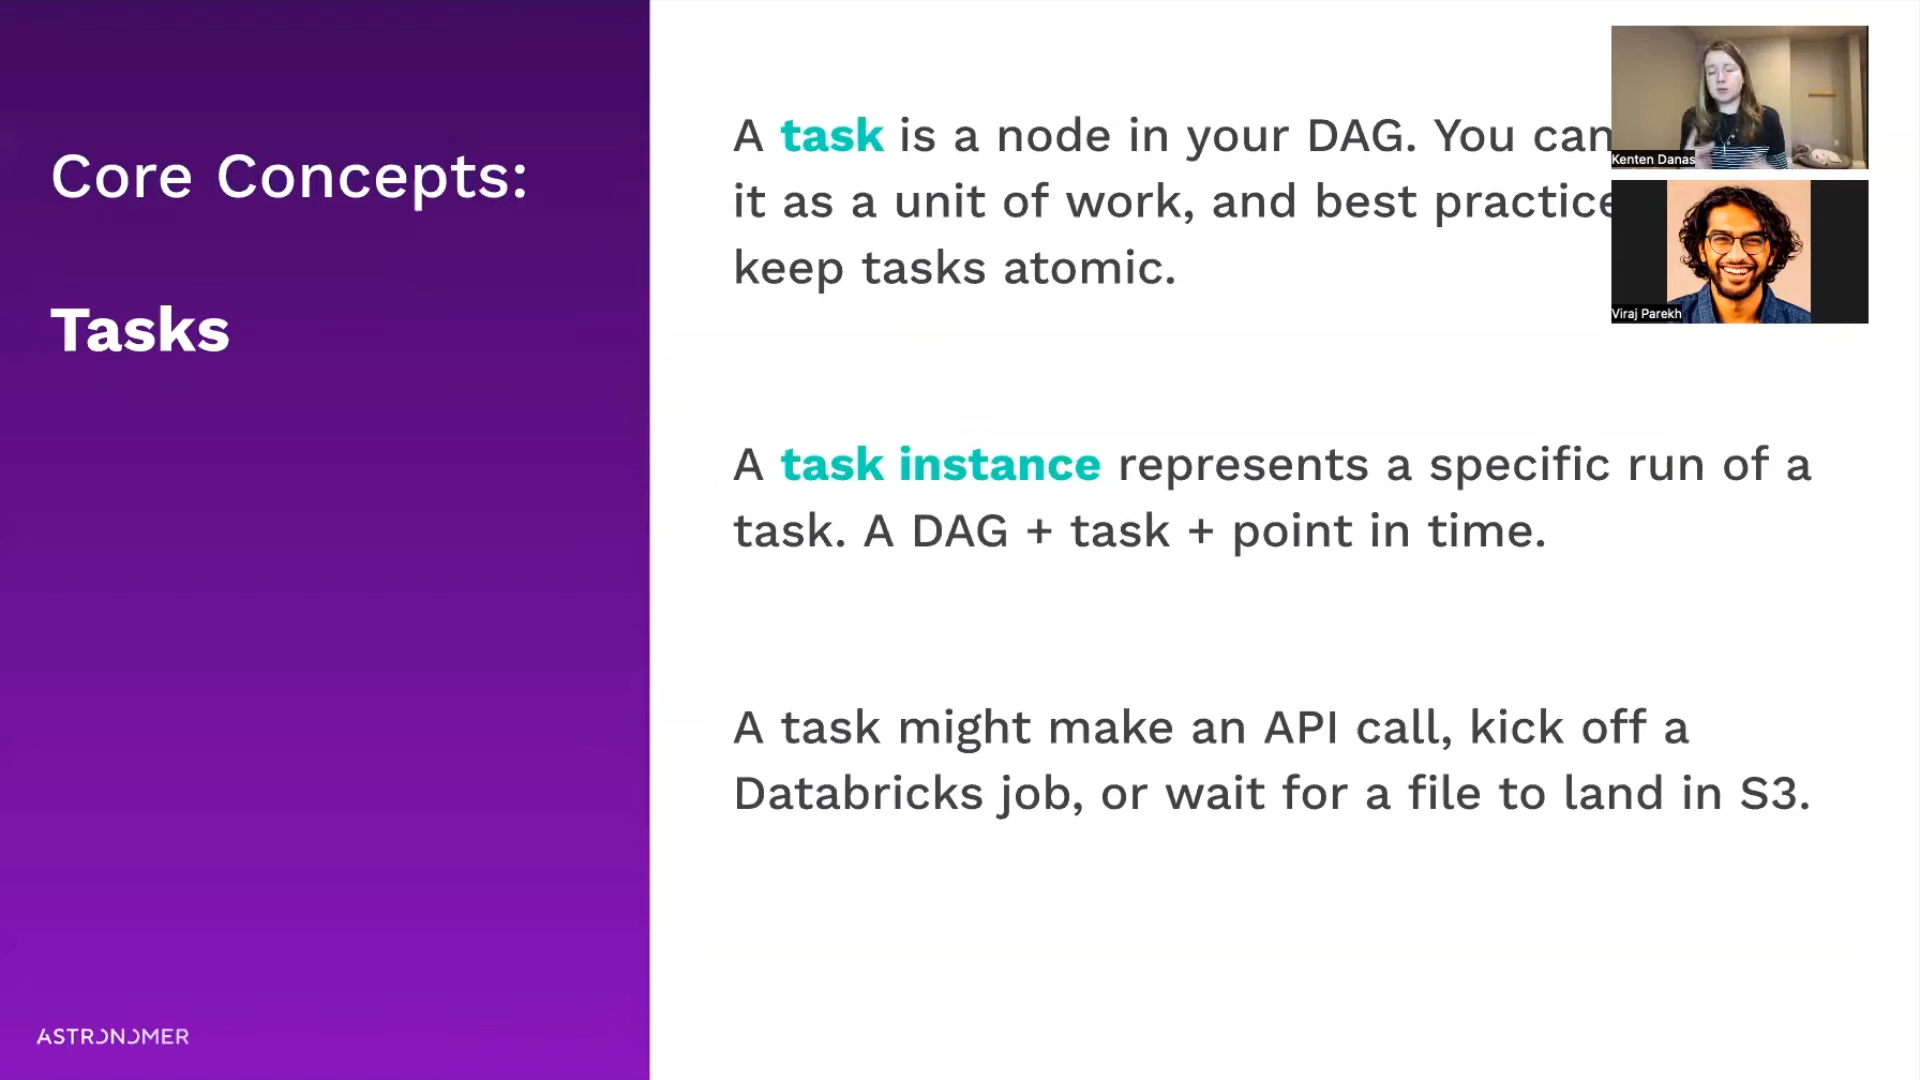 Core Concepts:
Tasks
A task is a node in your DAG. You can
it as a unit of work, and best practice
keep tasks atomic.
A task instance represents a specific run of a
task. A DAG + task + point in time.
A task might make an API call, kick off a
Databricks job, or wait for a file to land in S3.
Kenten Danas
Viraj Parekh
ASTRONOMER